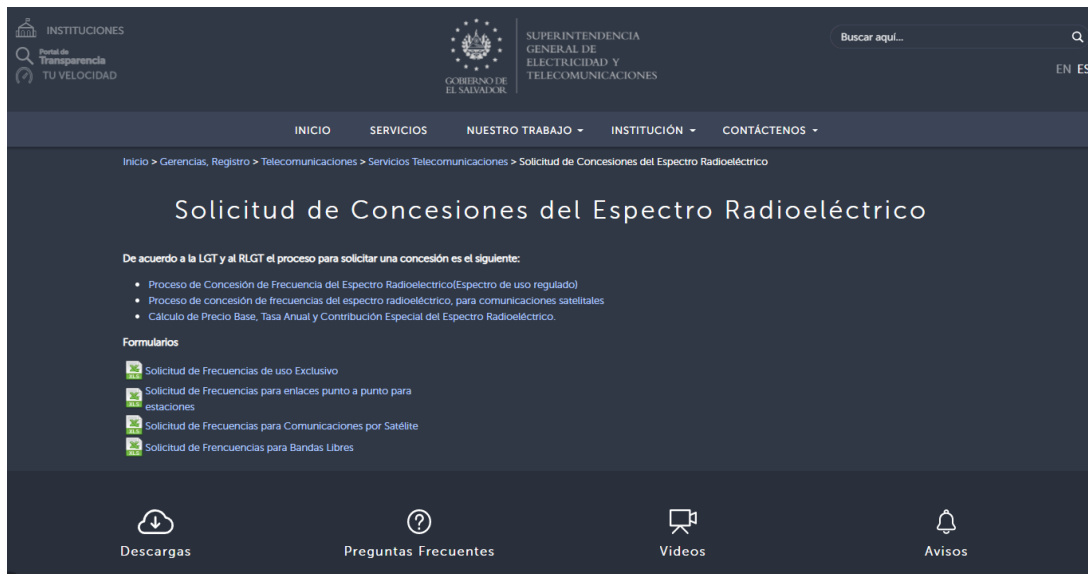 INSTITUCIONES
Portal de
Transparencia
TU VELOCIDAD
GOBIERNO DE
EL SALVADOR
SUPERINTENDENCIA
GENERAL DE
ELECTRICIDAD Y
TELECOMUNICACIONES
Buscar aquí...
EN ES
INICIO SERVICIOS NUESTRO TRABAJO INSTITUCIÓN CONTÁCTENOS
Inicio > Gerencias, Registro > Telecomunicaciones > Servicios Telecomunicaciones > Solicitud de Concesiones del Espectro Radioeléctrico
Solicitud de Concesiones del Espectro Radioeléctrico
De acuerdo a la LGT y al RLGT el proceso para solicitar una concesión es el siguiente:
• Proceso de Concesión de Frecuencia del Espectro Radioelectrico(Espectro de uso regulado)
• Proceso de concesión de frecuencias del espectro radioeléctrico, para comunicaciones satelitales
• Cálculo de Precio Base, Tasa Anual y Contribución Especial del Espectro Radioeléctrico.
Formularios
XLS Solicitud de Frecuencias de uso Exclusivo
XLS Solicitud de Frecuencias para enlaces punto a punto para
estaciones
XLS Solicitud de Frecuencias para Comunicaciones por Satélite
XLS Solicitud de Frencuencias para Bandas Libres
Descargas Preguntas Frecuentes Videos Avisos